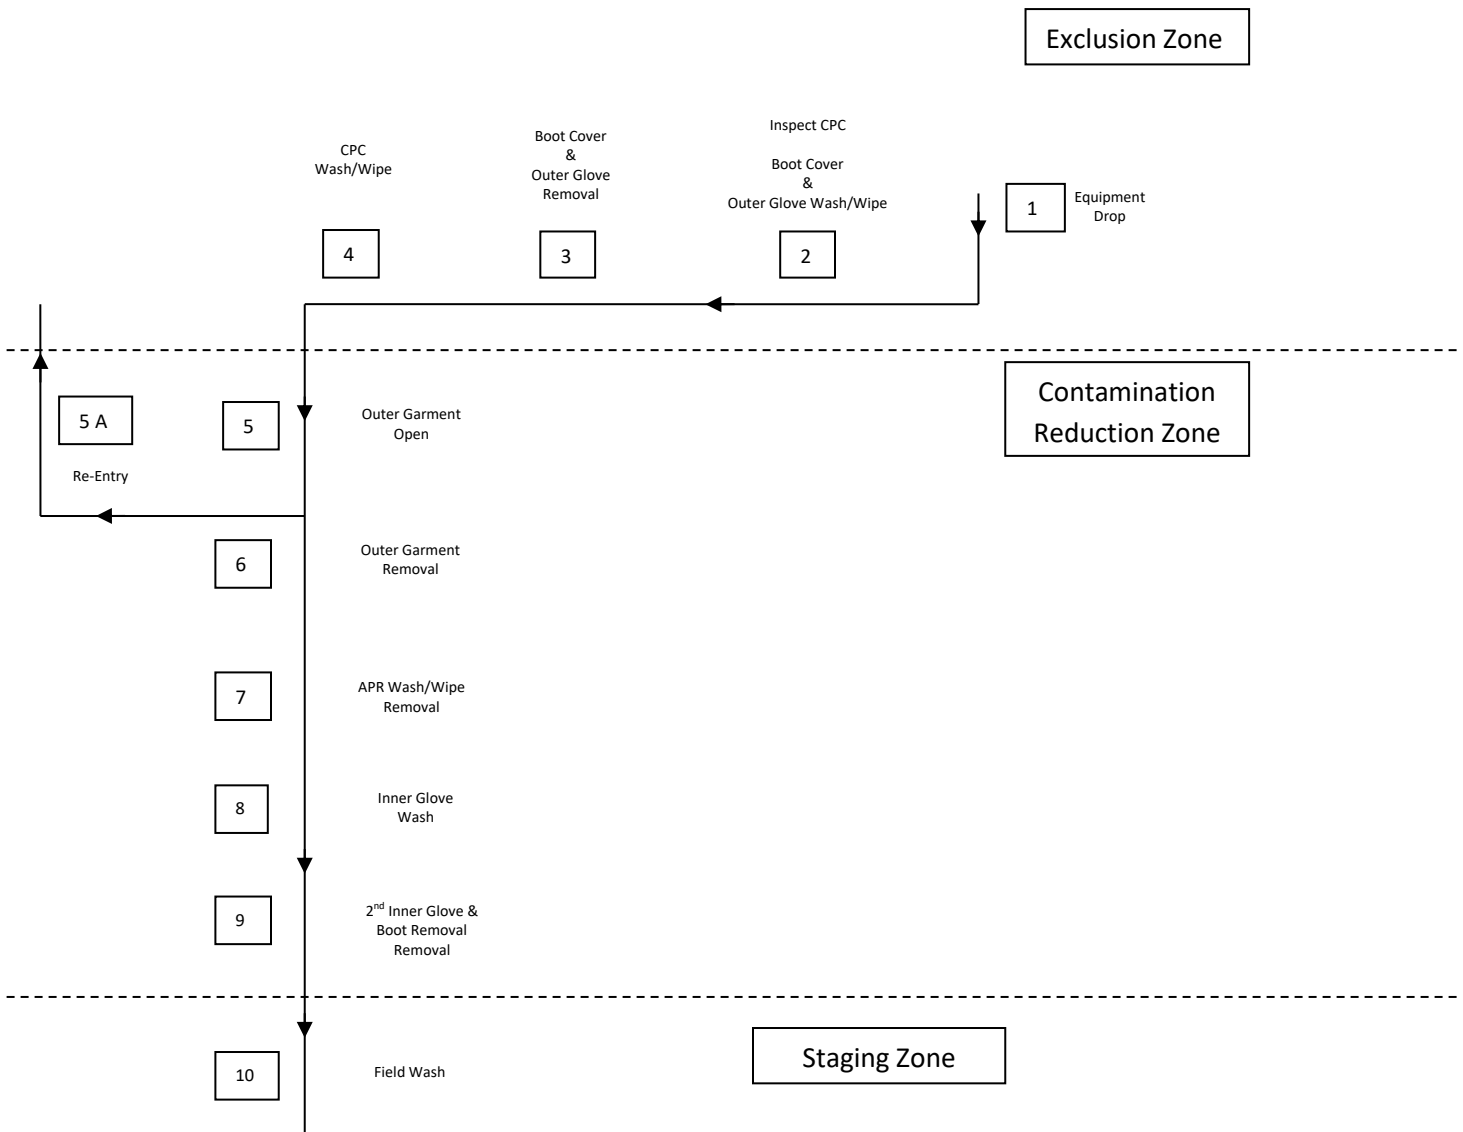 Exclusion Zone
Inspect CPC
Boot Cover
&
Outer Glove Wash/Wipe
Boot Cover
&
Outer Glove
Removal
CPC
Wash/Wipe
1
Equipment
Drop
4
3
2
Contamination
Reduction Zone
5 A
Re-Entry
5
Outer Garment
Open
6
Outer Garment
Removal
7
APR Wash/Wipe
Removal
8
Inner Glove
Wash
9
2nd Inner Glove &
Boot Removal
Removal
Staging Zone
10
Field Wash